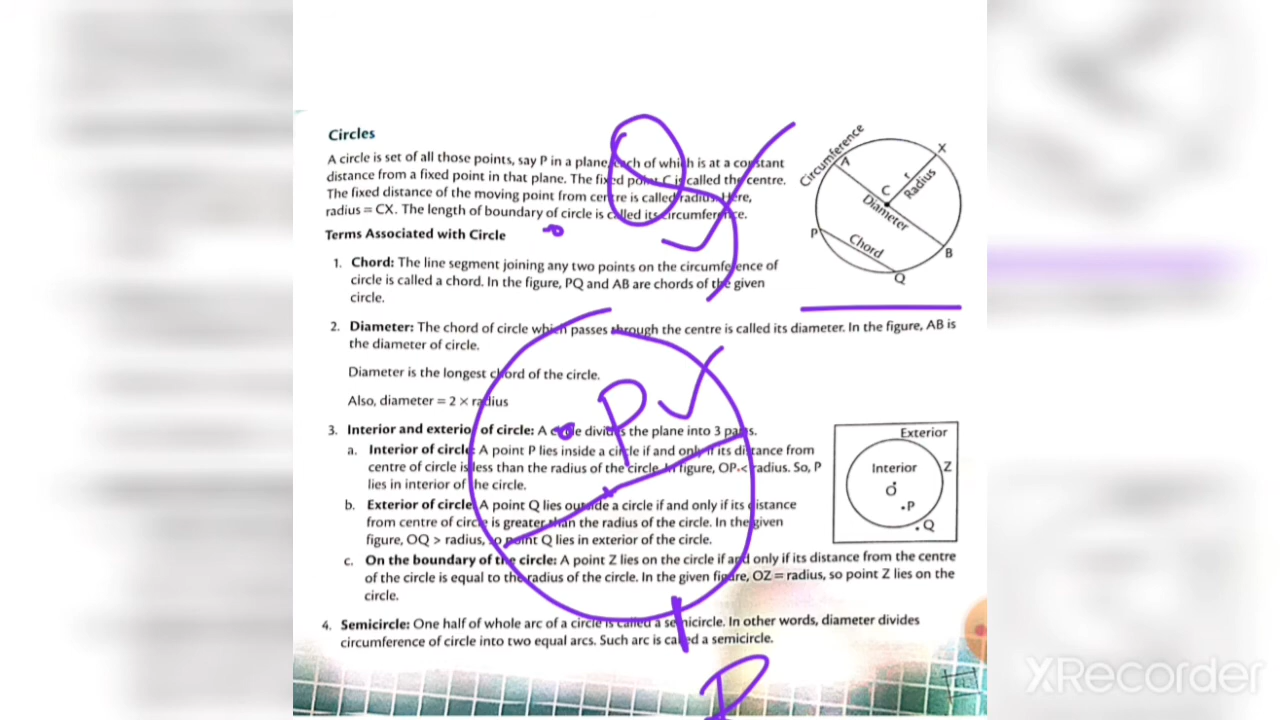 Circles
A circle is set of all those points, say P in a plane, each of which is at a constant
distance from a fixed point in that plane. The fixed point C is called the centre.
The fixed distance of the moving point from centre is called radius. Here,
radius = CX. The length of boundary of circle is called its circumference.
Terms Associated with Circle
1. Chord: The line segment joining any two points on the circumference of
circle is called a chord. In the figure, PQ and AB are chords of the given
circle.
2. Diameter: The chord of circle which passes through the centre is called its diameter. In the figure, AB is
the diameter of circle.
Diameter is the longest chord of the circle.
Also, diameter = 2 × radius
3. Interior and exterior of circle: A circle divides the plane into 3 parts.
a. Interior of circle: A point P lies inside a circle if and only if its distance from
centre of circle is less than the radius of the circle. In figure, OP < radius. So, P
lies in interior of the circle.
b. Exterior of circle: A point Q lies outside a circle if and only if its distance
from centre of circle is greater than the radius of the circle. In the given
figure, OQ > radius, so point Q lies in exterior of the circle.
c. On the boundary of the circle: A point Z lies on the circle if and only if its distance from the centre
of the circle is equal to the radius of the circle. In the given figure, OZ = radius, so point Z lies on the
circle.
4. Semicircle: One half of whole arc of a circle is called a semicircle. In other words, diameter divides
circumference of circle into two equal arcs. Such arc is called a semicircle.
Circumference
A
X
r
Radius
C
Diameter
P
Chord
B
Q
Exterior
Interior
Z
O
P
Q
P
P
XRecorder